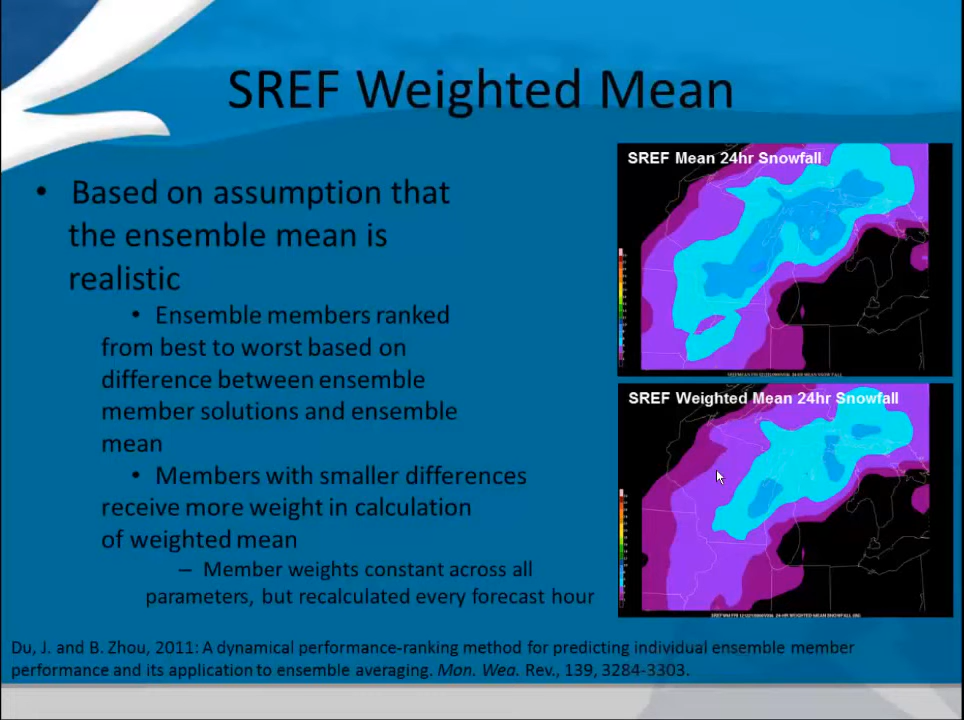 SREF Weighted Mean
• Based on assumption that
the ensemble mean is
realistic
• Ensemble members ranked
from best to worst based on
difference between ensemble
member solutions and ensemble
mean
• Members with smaller differences
receive more weight in calculation
of weighted mean
– Member weights constant across all
parameters, but recalculated every forecast hour
SREF Mean 24hr Snowfall
SREF Weighted Mean 24hr Snowfall
Du, J. and B. Zhou, 2011: A dynamical performance-ranking method for predicting individual ensemble member
performance and its application to ensemble averaging. Mon. Wea. Rev., 139, 3284-3303.